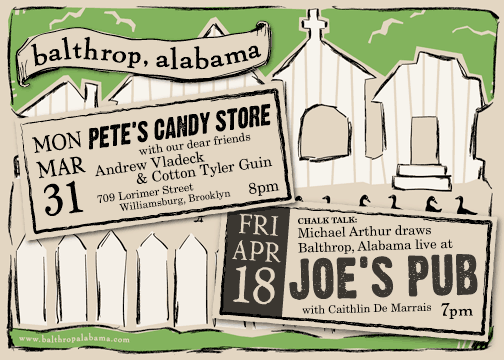 balthrop, alabama
MON
MAR
31
PETE'S CANDY STORE
with our dear friends
Andrew Vladeck
& Cotton Tyler Guin
709 Lorimer Street
Williamsburg, Brooklyn
8pm
FRI
APR
18
CHALK TALK:
Michael Arthur draws
Balthrop, Alabama live at
JOE'S PUB
with Caithlin De Marrais
7pm
www.balthropalabama.com